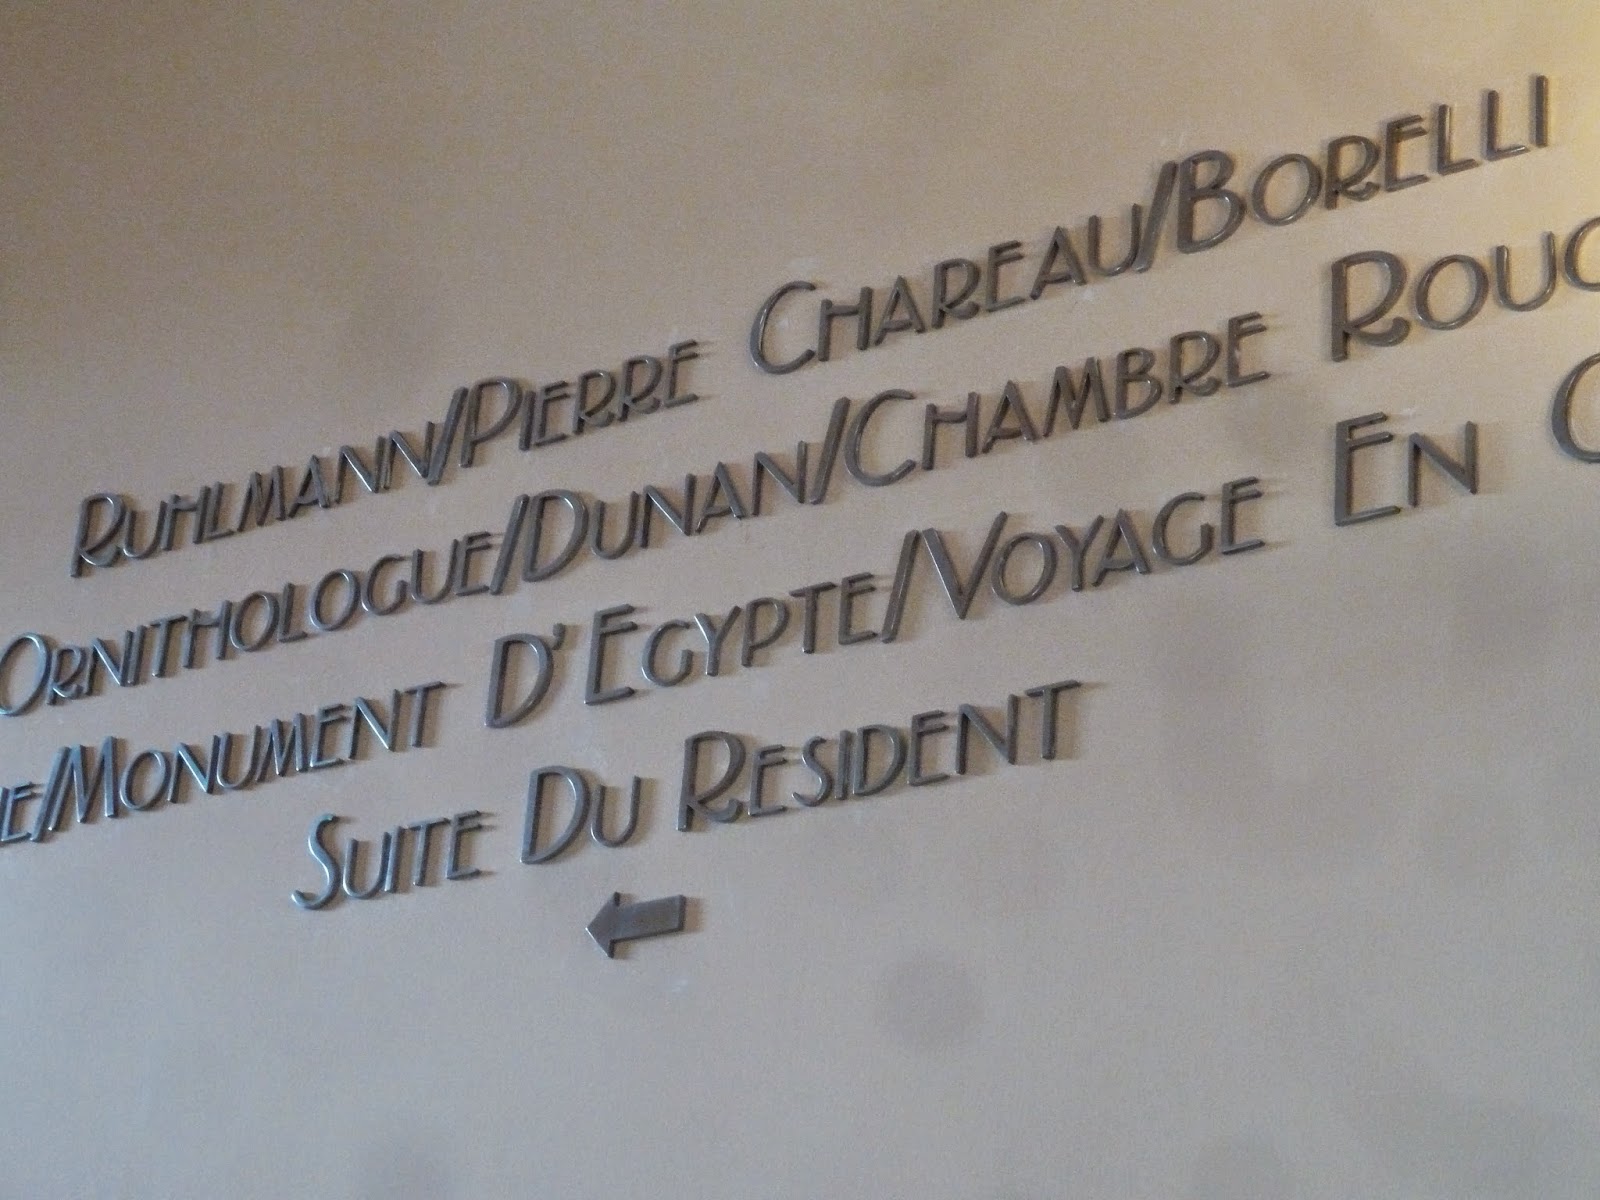 RUHLMANN/PIERRE CHAREAU/BORELLI
ORNITHOLOGUE/DUNAN/CHAMBRE
/MONUMENT D'EGYPTE/VOYAGE EN
SUITE DU RESIDENT